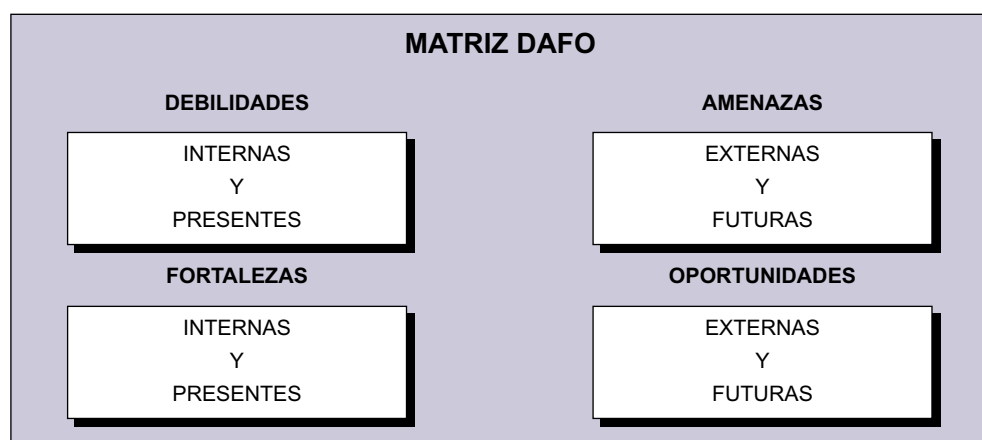 MATRIZ DAFO
DEBILIDADES
INTERNAS
Y
PRESENTES
AMENAZAS
EXTERNAS
Y
FUTURAS
FORTALEZAS
INTERNAS
Y
PRESENTES
OPORTUNIDADES
EXTERNAS
Y
FUTURAS